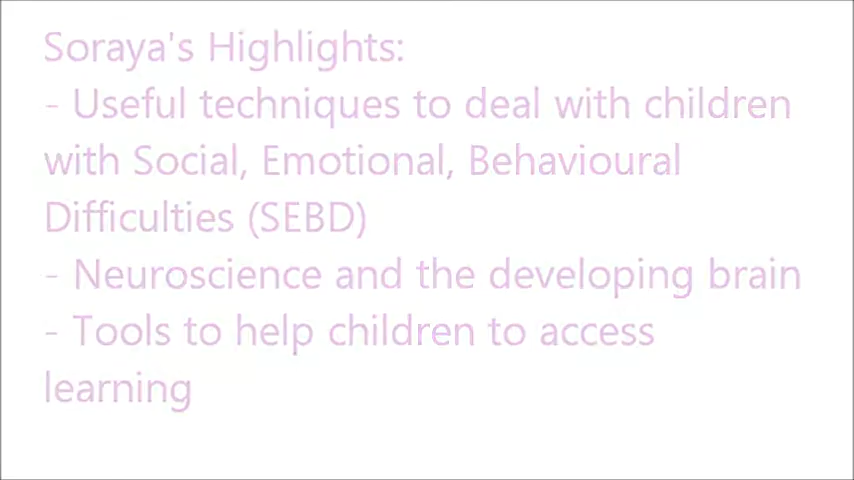 Soraya's Highlights:
- Useful techniques to deal with children
with Social, Emotional, Behavioural
Difficulties (SEBD)
- Neuroscience and the developing brain
- Tools to help children to access
learning